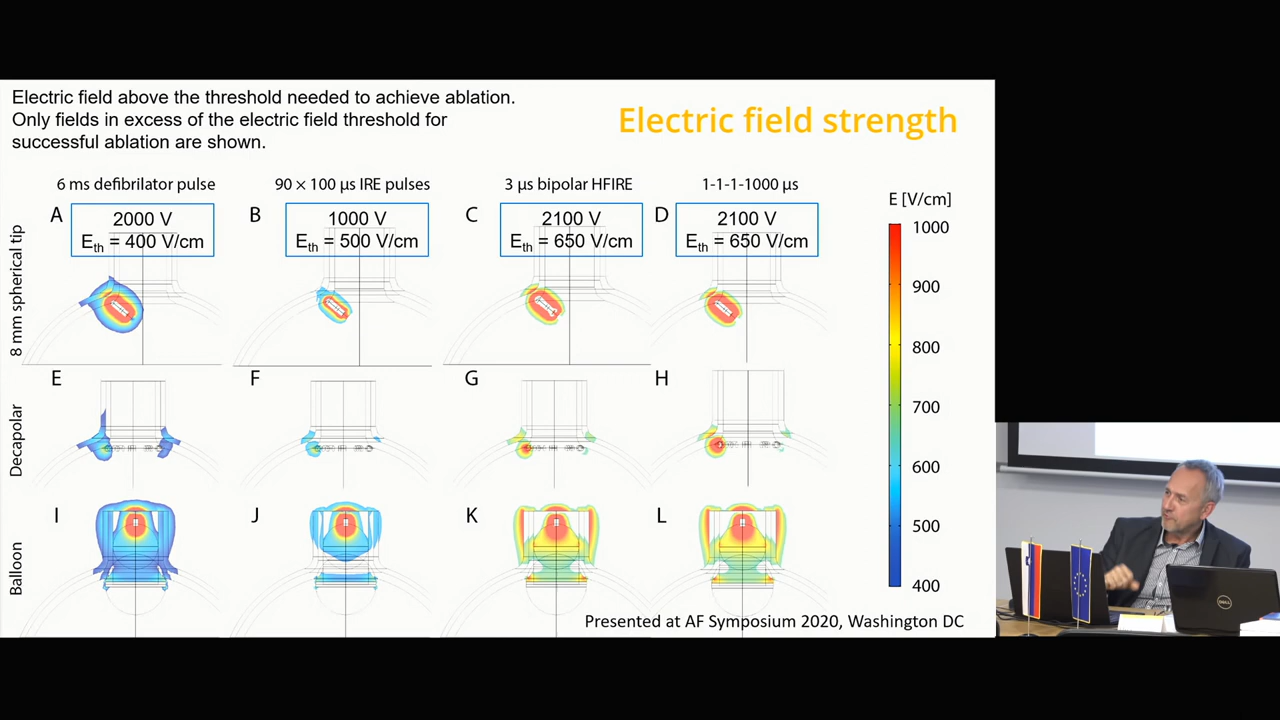 Electric field above the threshold needed to achieve ablation.
Only fields in excess of the electric field threshold for
successful ablation are shown.
Electric field strength
6 ms defibrilator pulse
90 × 100 µs IRE pulses
3 µs bipolar HFIRE
1-1-1-1000 µs
E [V/cm]
A
2000 V
Eth = 400 V/cm
B
1000 V
Eth = 500 V/cm
C
2100 V
Eth = 650 V/cm
D
2100 V
Eth = 650 V/cm
8 mm spherical tip
1000
900
800
700
600
500
400
E
F
G
H
Decapolar
I
J
K
L
Balloon
Presented at AF Symposium 2020, Washington DC
DELL